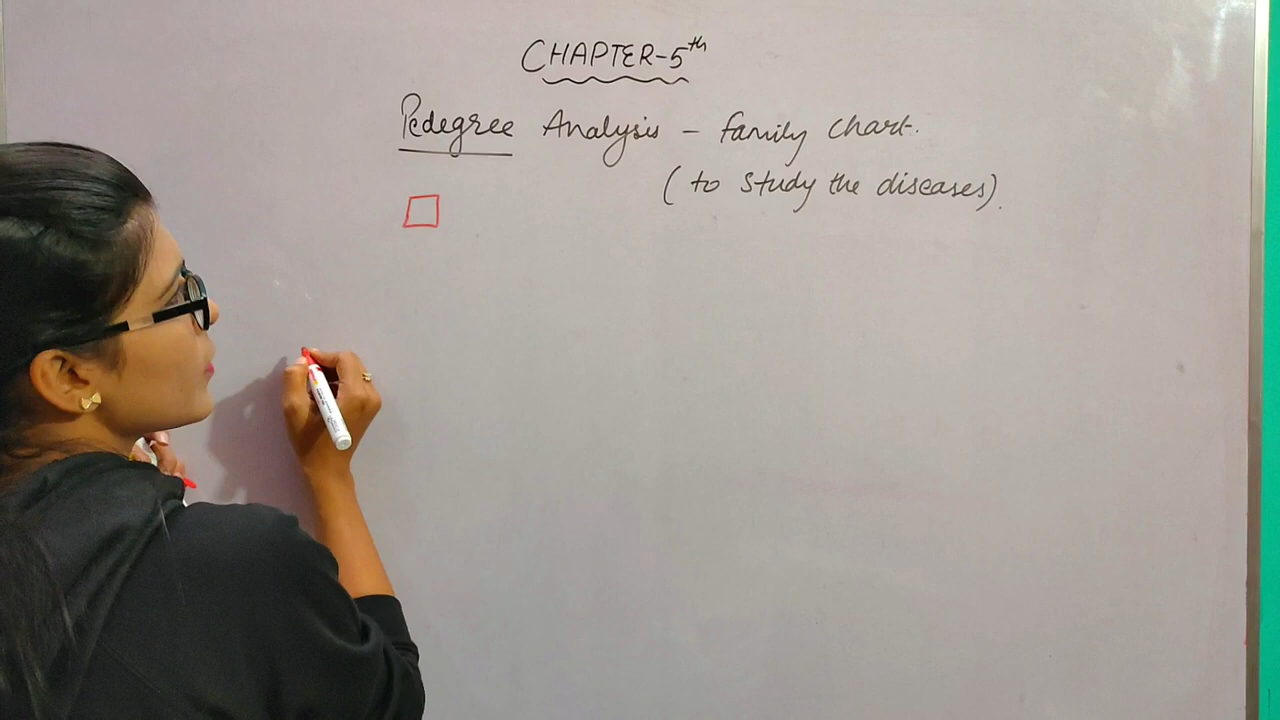 CHAPTER-5th
Pedegree Analysis - family chart.
(to study the diseases).